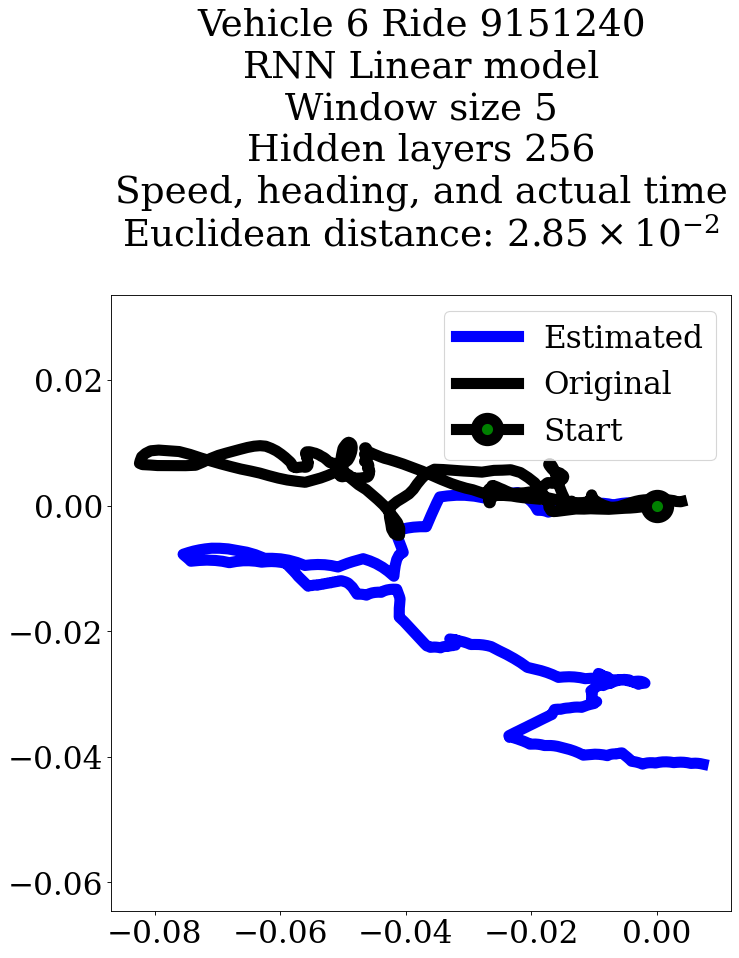 Vehicle 6 Ride 9151240
RNN Linear model
Window size 5
Hidden layers 256
Speed, heading, and actual time
Euclidean distance: 2.85 × 10⁻²
Estimated
Original
Start
0.02
0.00
−0.02
−0.04
−0.06
−0.08 −0.06 −0.04 −0.02 0.00